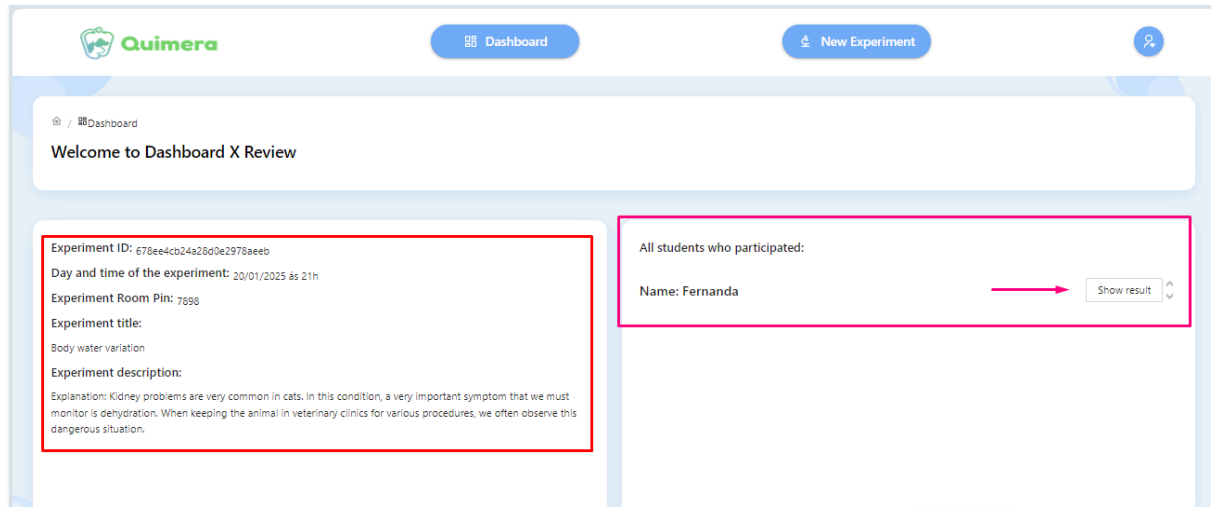 Quimera
Dashboard
New Experiment
/ Dashboard
Welcome to Dashboard X Review
Experiment ID: 678ee4cb24a28d0e2978aeeb
Day and time of the experiment: 20/01/2025 ás 21h
Experiment Room Pin: 7898
Experiment title:
Body water variation
Experiment description:
Explanation: Kidney problems are very common in cats. In this condition, a very important symptom that we must
monitor is dehydration. When keeping the animal in veterinary clinics for various procedures, we often observe this
dangerous situation.
All students who participated:
Name: Fernanda
Show result